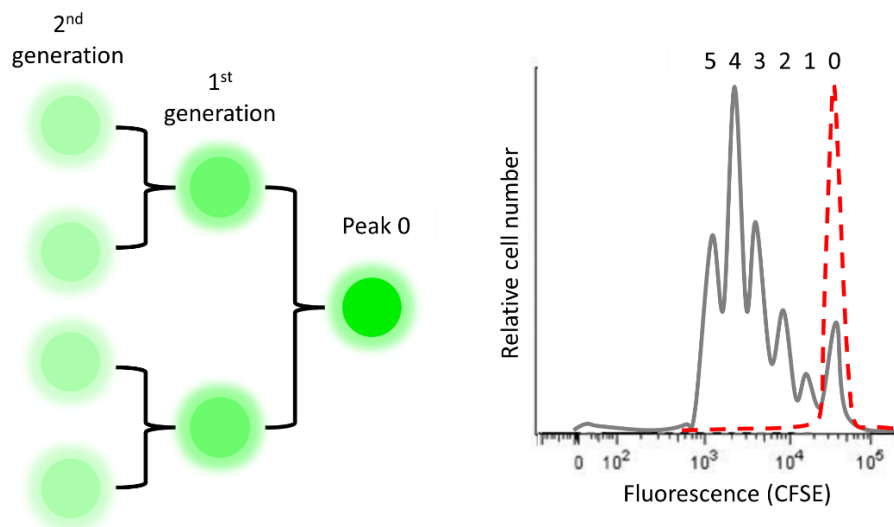 2nd
generation
1st
generation
Peak 0
5 4 3 2 1 0
Relative cell number
0 10² 10³ 10⁴ 10⁵
Fluorescence (CFSE)